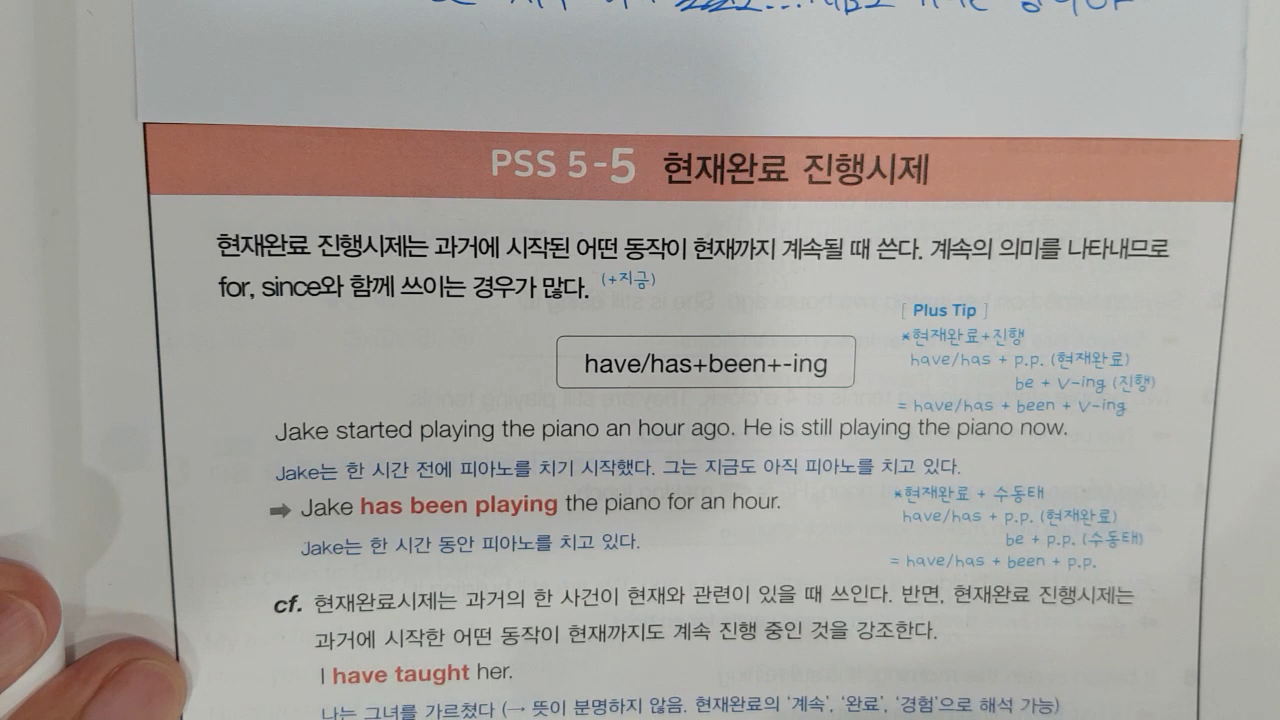 PSS 5-5 현재완료 진행시제
현재완료 진행시제는 과거에 시작된 어떤 동작이 현재까지 계속될 때 쓴다. 계속의 의미를 나타내므로
for, since와 함께 쓰이는 경우가 많다. (+지금)
have/has+been+-ing
[ Plus Tip ]
*현재완료+진행
have/has + p.p. (현재완료)
be + v-ing (진행)
= have/has + been + v-ing
Jake started playing the piano an hour ago. He is still playing the piano now.
Jake는 한 시간 전에 피아노를 치기 시작했다. 그는 지금도 아직 피아노를 치고 있다.
➡ Jake has been playing the piano for an hour.
Jake는 한 시간 동안 피아노를 치고 있다.
*현재완료 + 수동태
have/has + p.p. (현재완료)
be + p.p. (수동태)
= have/has + been + p.p.
cf. 현재완료시제는 과거의 한 사건이 현재와 관련이 있을 때 쓰인다. 반면, 현재완료 진행시제는
과거에 시작한 어떤 동작이 현재까지도 계속 진행 중인 것을 강조한다.
I have taught her.
나는 그녀를 가르쳤다 (→ 뜻이 분명하지 않음. 현재완료의 ‘계속’, ‘완료’, ‘경험’으로 해석 가능)